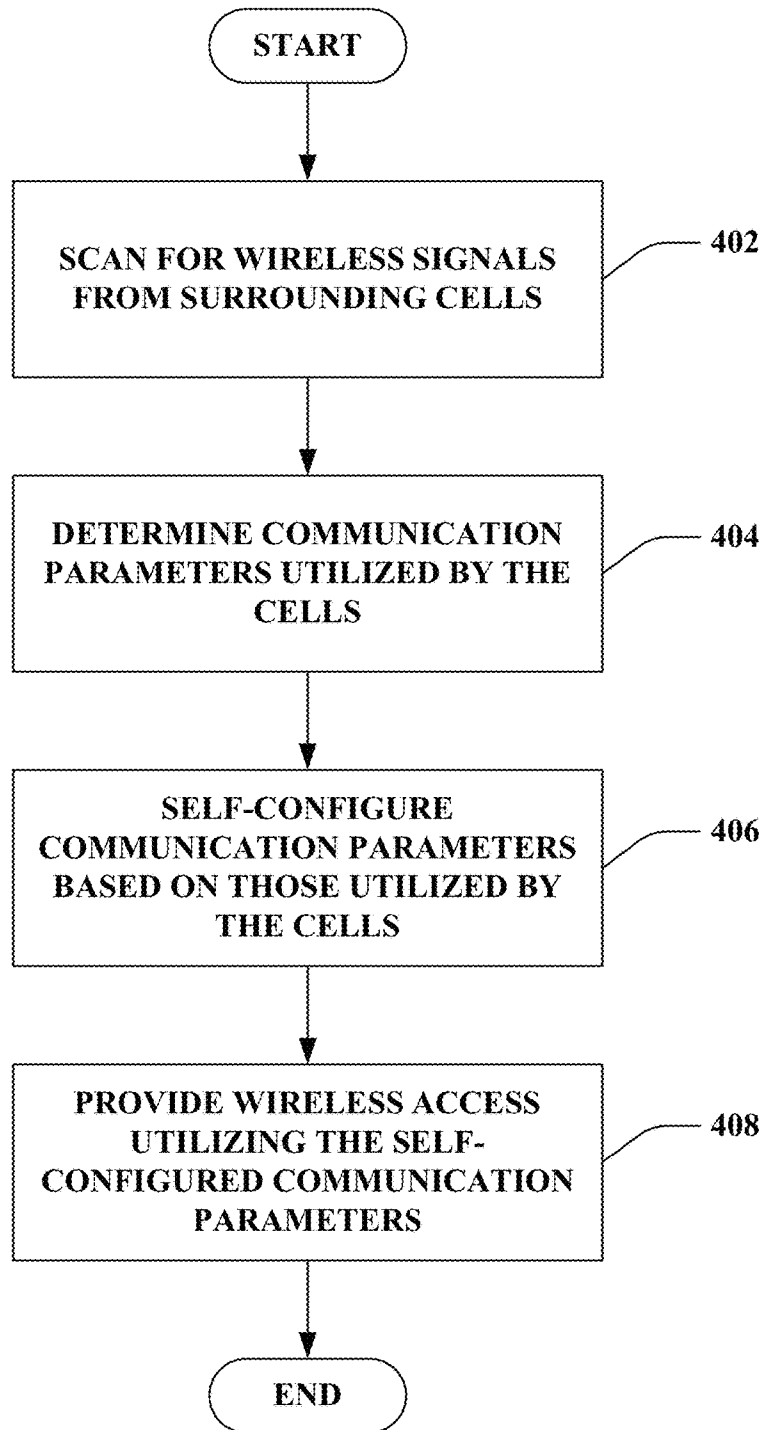 START
SCAN FOR WIRELESS SIGNALS
FROM SURROUNDING CELLS
402
DETERMINE COMMUNICATION
PARAMETERS UTILIZED BY THE
CELLS
404
SELF-CONFIGURE
COMMUNICATION PARAMETERS
BASED ON THOSE UTILIZED BY
THE CELLS
406
PROVIDE WIRELESS ACCESS
UTILIZING THE SELF-
CONFIGURED COMMUNICATION
PARAMETERS
408
END